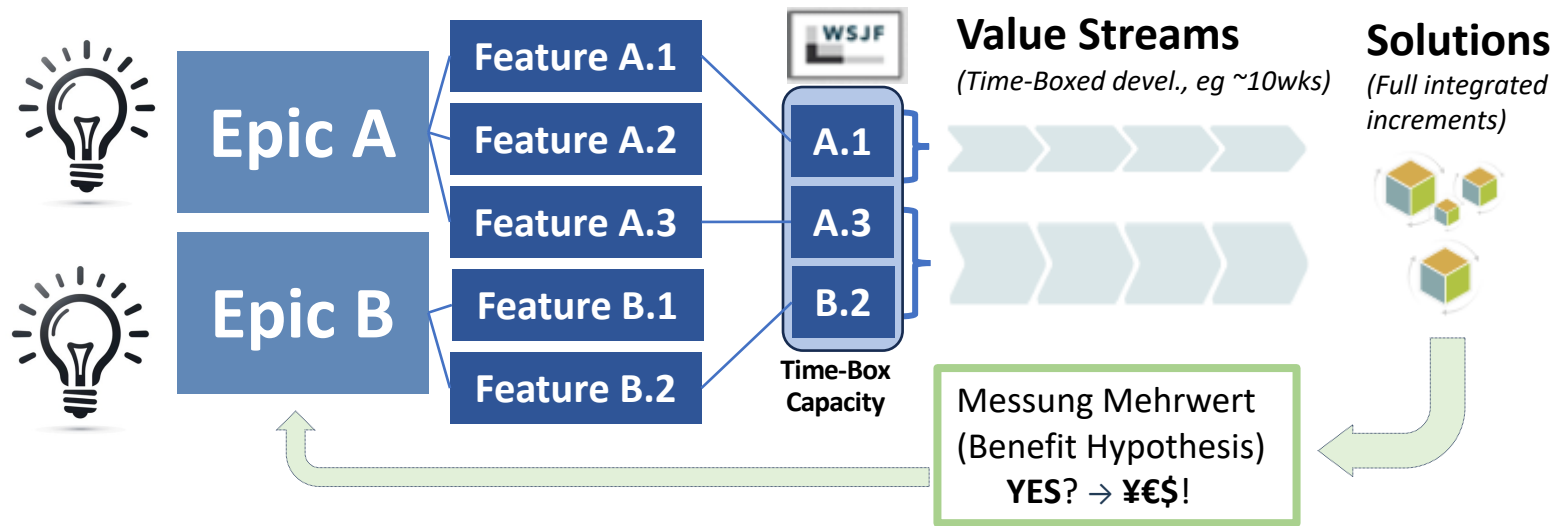 Epic A
Epic B
Feature A.1
Feature A.2
Feature A.3
Feature B.1
Feature B.2
WSJF
A.1
A.3
B.2
Time-Box
Capacity
Value Streams
(Time-Boxed devel., eg ~10wks)
Solutions
(Full integrated
increments)
Messung Mehrwert
(Benefit Hypothesis)
YES? → ¥€$!